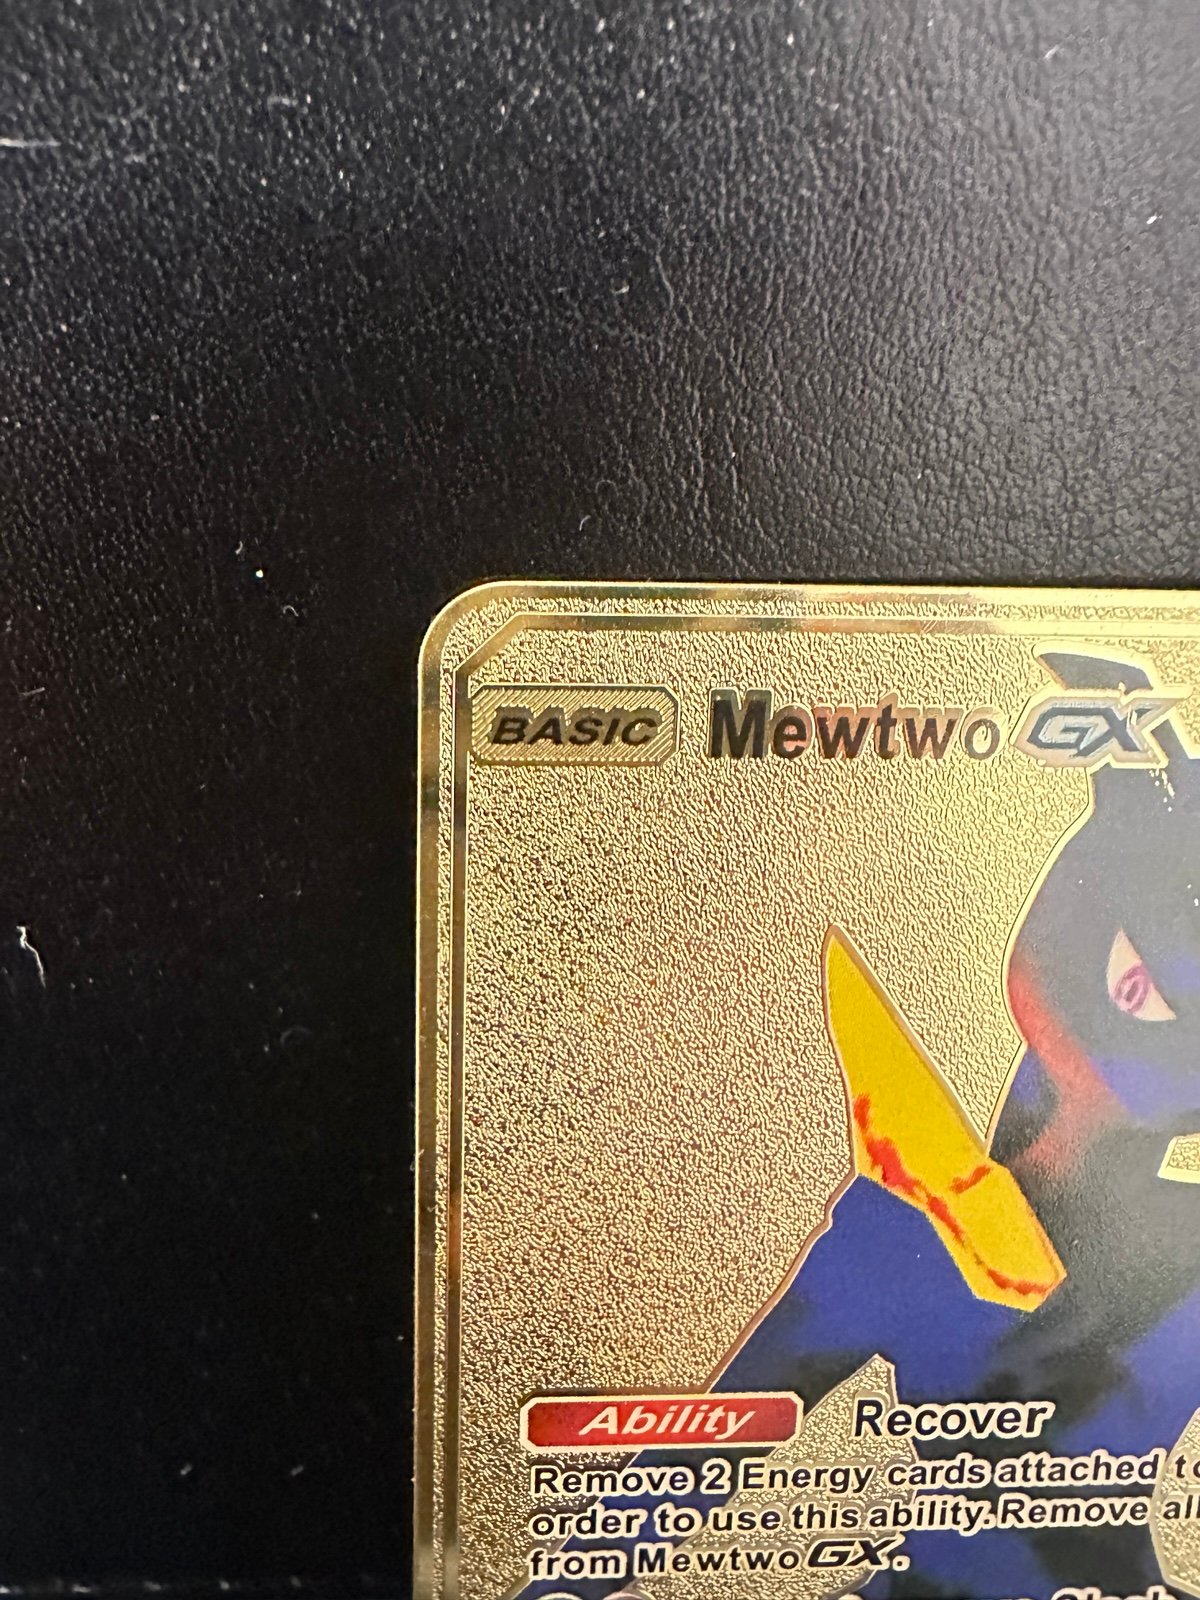 BASIC Mewtwo GX
Ability Recover
Remove 2 Energy cards attached
order to use this ability. Remove all
from Mewtwo GX.